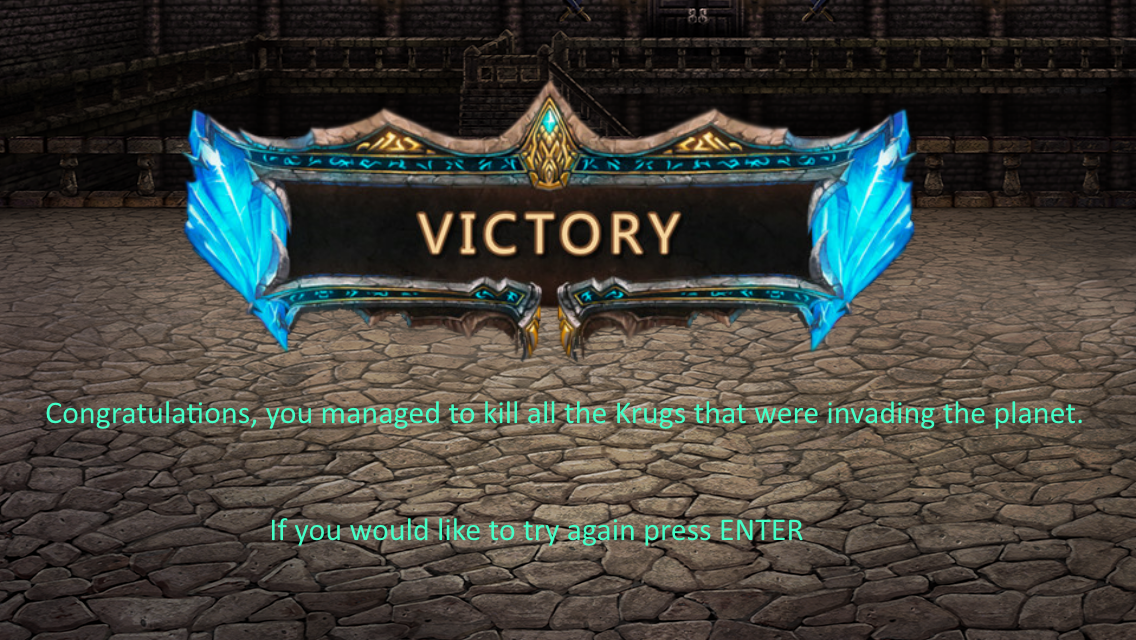 VICTORY
Congratulations, you managed to kill all the Krugs that were invading the planet.
If you would like to try again press ENTER